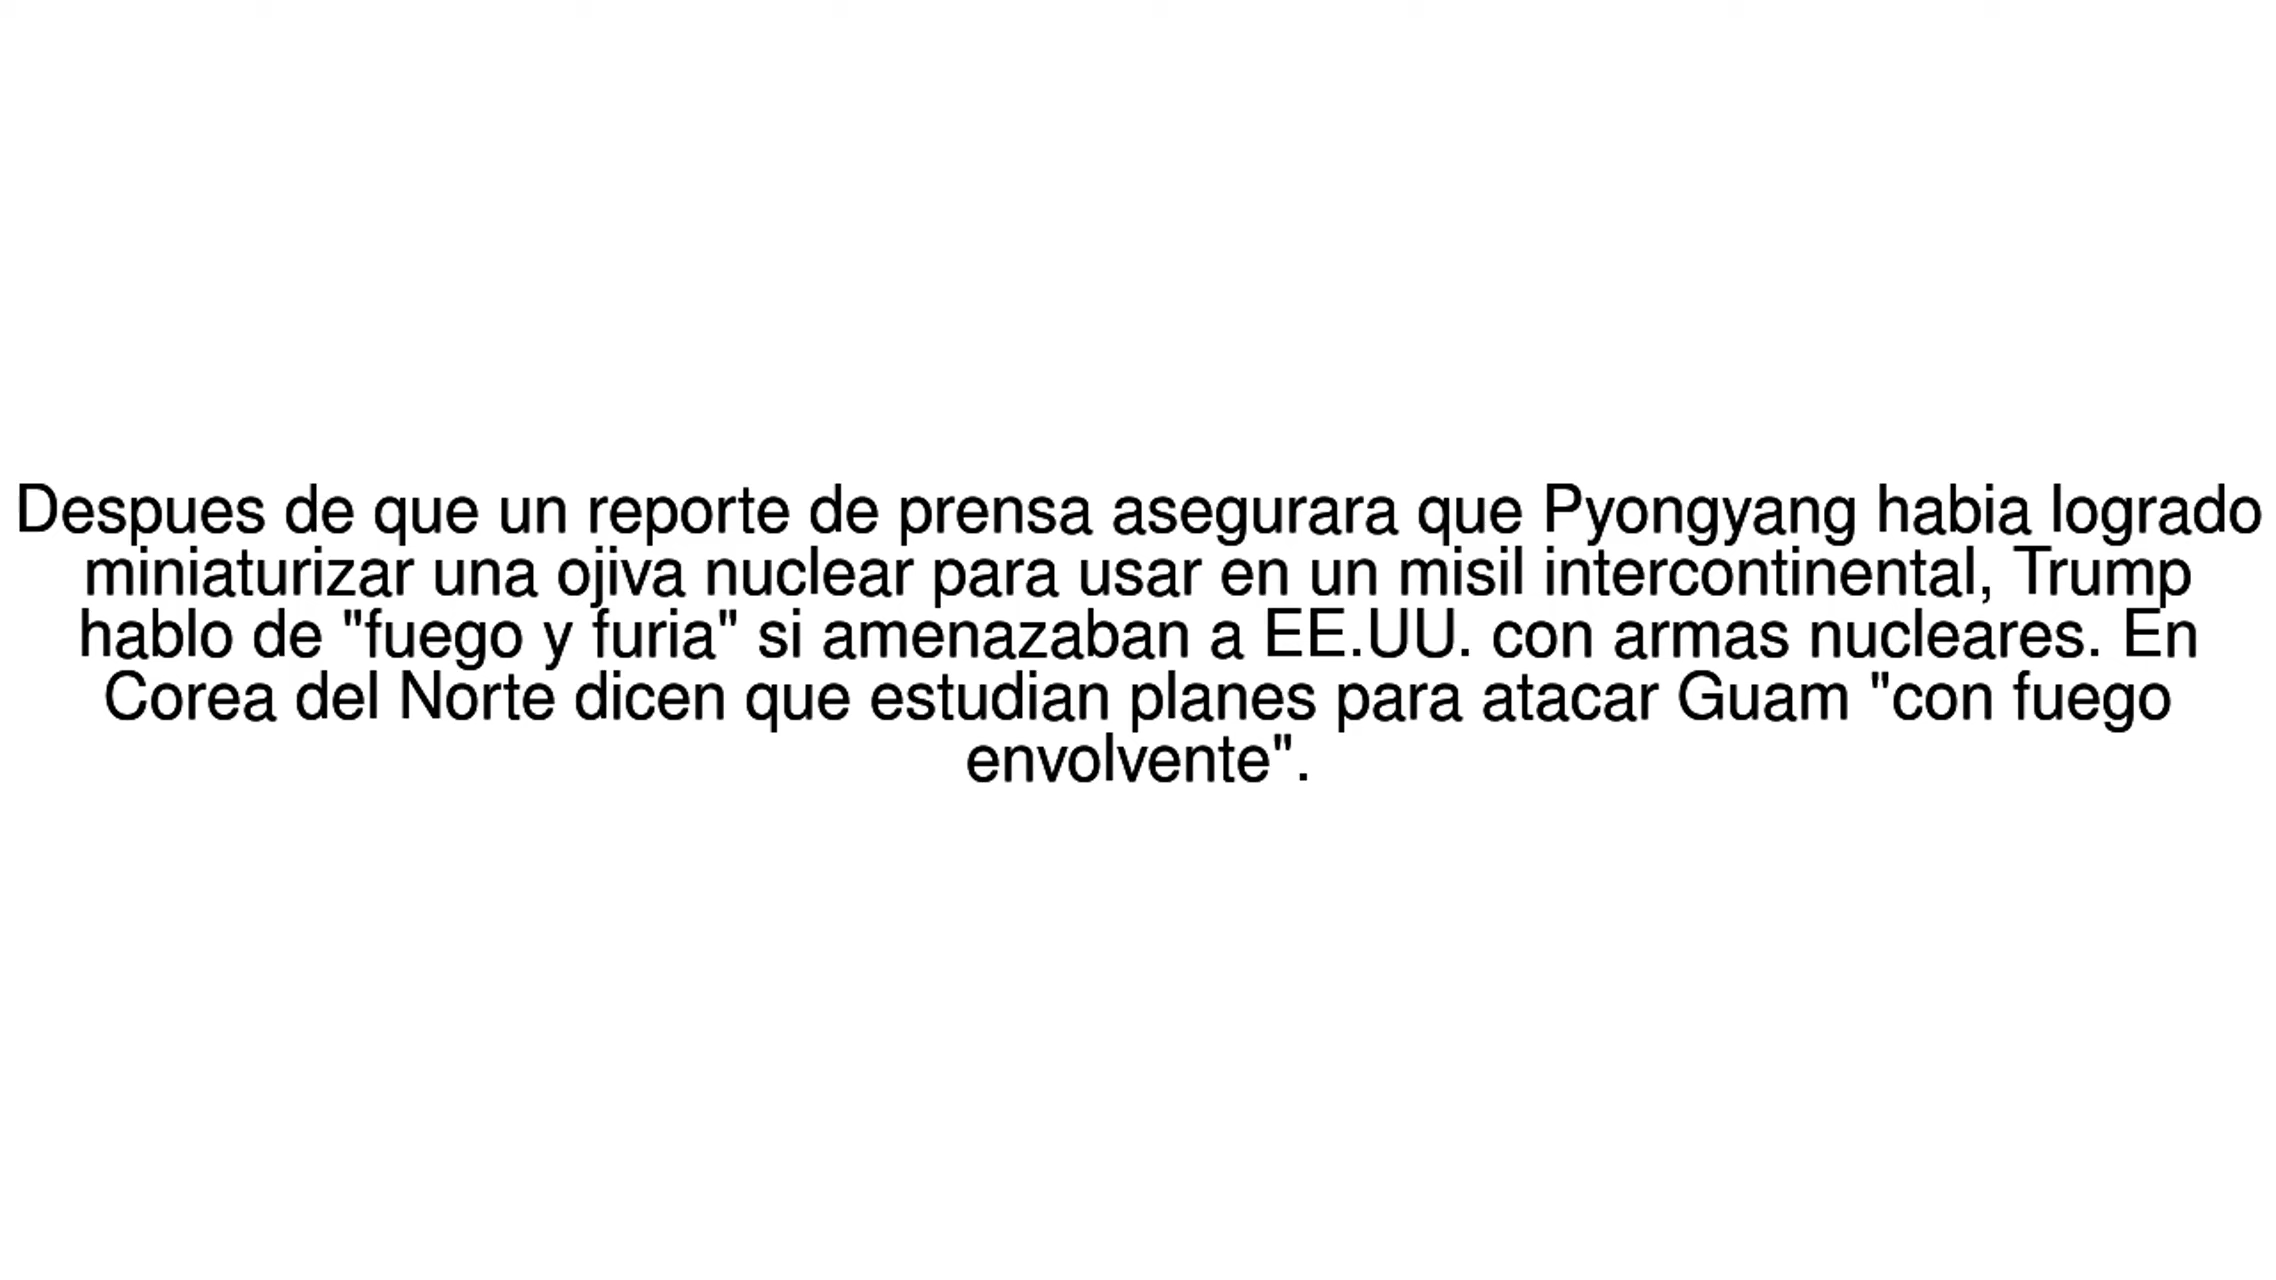 Despues de que un reporte de prensa asegurara que Pyongyang habia logrado
miniaturizar una ojiva nuclear para usar en un misil intercontinental, Trump
hablo de "fuego y furia" si amenazaban a EE.UU. con armas nucleares. En
Corea del Norte dicen que estudian planes para atacar Guam "con fuego
envolvente".